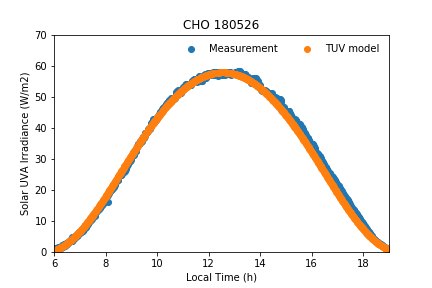 CHO 180526
Measurement TUV model
Solar UVA Irradiance (W/m2)
70
60
50
40
30
20
10
0
6 8 10 12 14 16 18
Local Time (h)